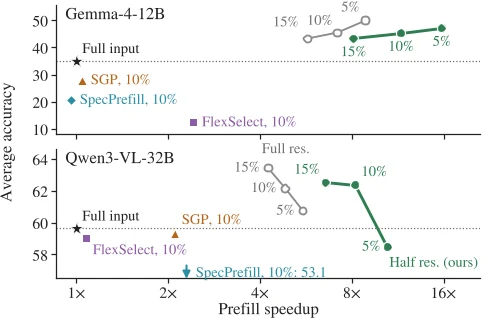 Gemma-4-12B
50
40
30
20
10
Full input
SGP, 10%
SpecPrefill, 10%
FlexSelect, 10%
15%
10%
5%
15%
10%
5%
Average accuracy
Qwen3-VL-32B
64
62
60
58
Full res.
15%
10%
5%
15%
10%
5%
Full input
SGP, 10%
FlexSelect, 10%
SpecPrefill, 10%: 53.1
Half res. (ours)
1×
2×
4×
8×
16×
Prefill speedup